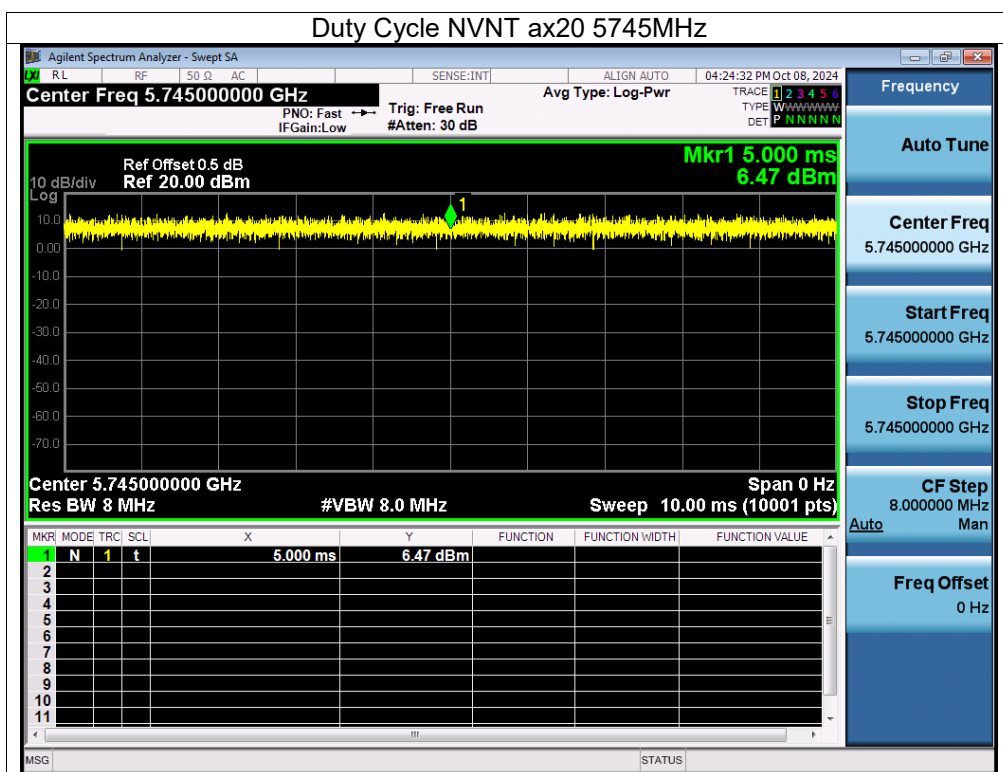 Duty Cycle NVNT ax20 5745MHz
Agilent Spectrum Analyzer - Swept SA
LXI RL RF 50 Ω AC SENSE:INT ALIGN AUTO 04:24:32 PM Oct 08, 2024
Center Freq 5.745000000 GHz
PNO: Fast
IFGain:Low
Trig: Free Run
#Atten: 30 dB
Avg Type: Log-Pwr
TRACE 1 2 3 4 5 6
TYPE WWWWWW
DET P N N N N N
Mkr1 5.000 ms
6.47 dBm
Ref Offset 0.5 dB
10 dB/div Ref 20.00 dBm
Log
1
10.0
0.00
-10.0
-20.0
-30.0
-40.0
-50.0
-60.0
-70.0
Center 5.745000000 GHz Span 0 Hz
Res BW 8 MHz #VBW 8.0 MHz Sweep 10.00 ms (10001 pts)
MKR MODE TRC SCL X Y FUNCTION FUNCTION WIDTH FUNCTION VALUE
1 N 1 t 5.000 ms 6.47 dBm
2
3
4
5
6
7
8
9
10
11
MSG STATUS
Frequency
Auto Tune
Center Freq
5.745000000 GHz
Start Freq
5.745000000 GHz
Stop Freq
5.745000000 GHz
CF Step
8.000000 MHz
Auto Man
Freq Offset
0 Hz